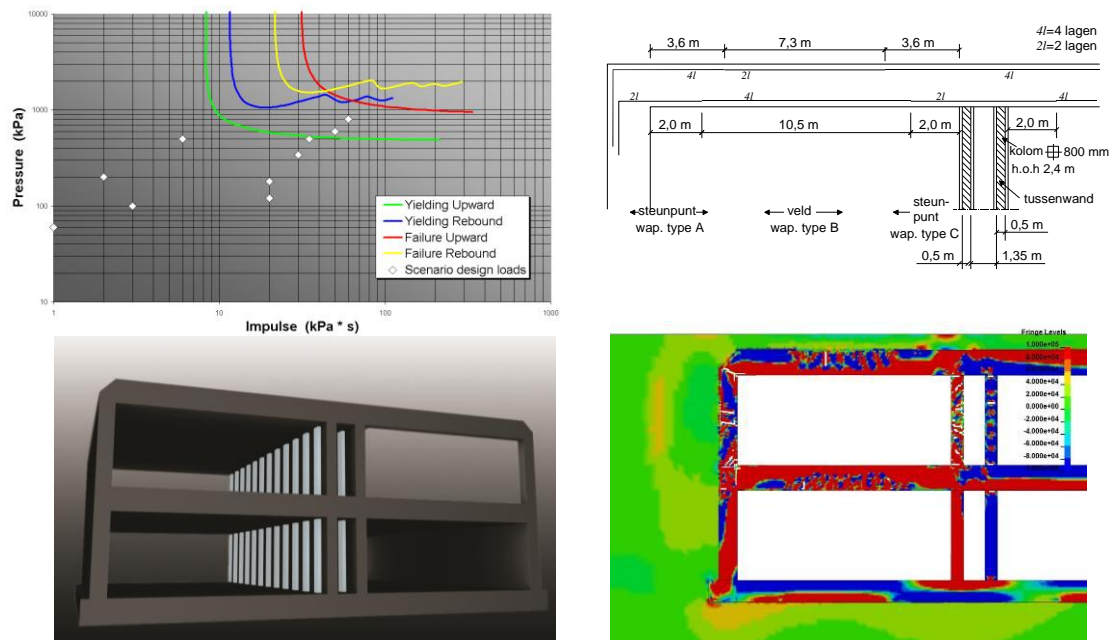 10000
1000
100
10
1
10
100
1000
Pressure (kPa)
Impulse (kPa * s)
Yielding Upward
Yielding Rebound
Failure Upward
Failure Rebound
Scenario design loads
4l=4 lagen
2l=2 lagen
3,6 m
7,3 m
3,6 m
4l
2l
4l
2l
4l
2l
4l
2,0 m
10,5 m
2,0 m
2,0 m
kolom 800 mm
h.o.h 2,4 m
tussenwand
steunpunt
wap. type A
veld
wap. type B
steun-
punt
wap. type C
0,5 m
0,5 m
1,35 m
Fringe Levels
1.000e+05
4.000e+04
2.000e+04
0.000e+00
-2.000e+04
-4.000e+04
-8.000e+04